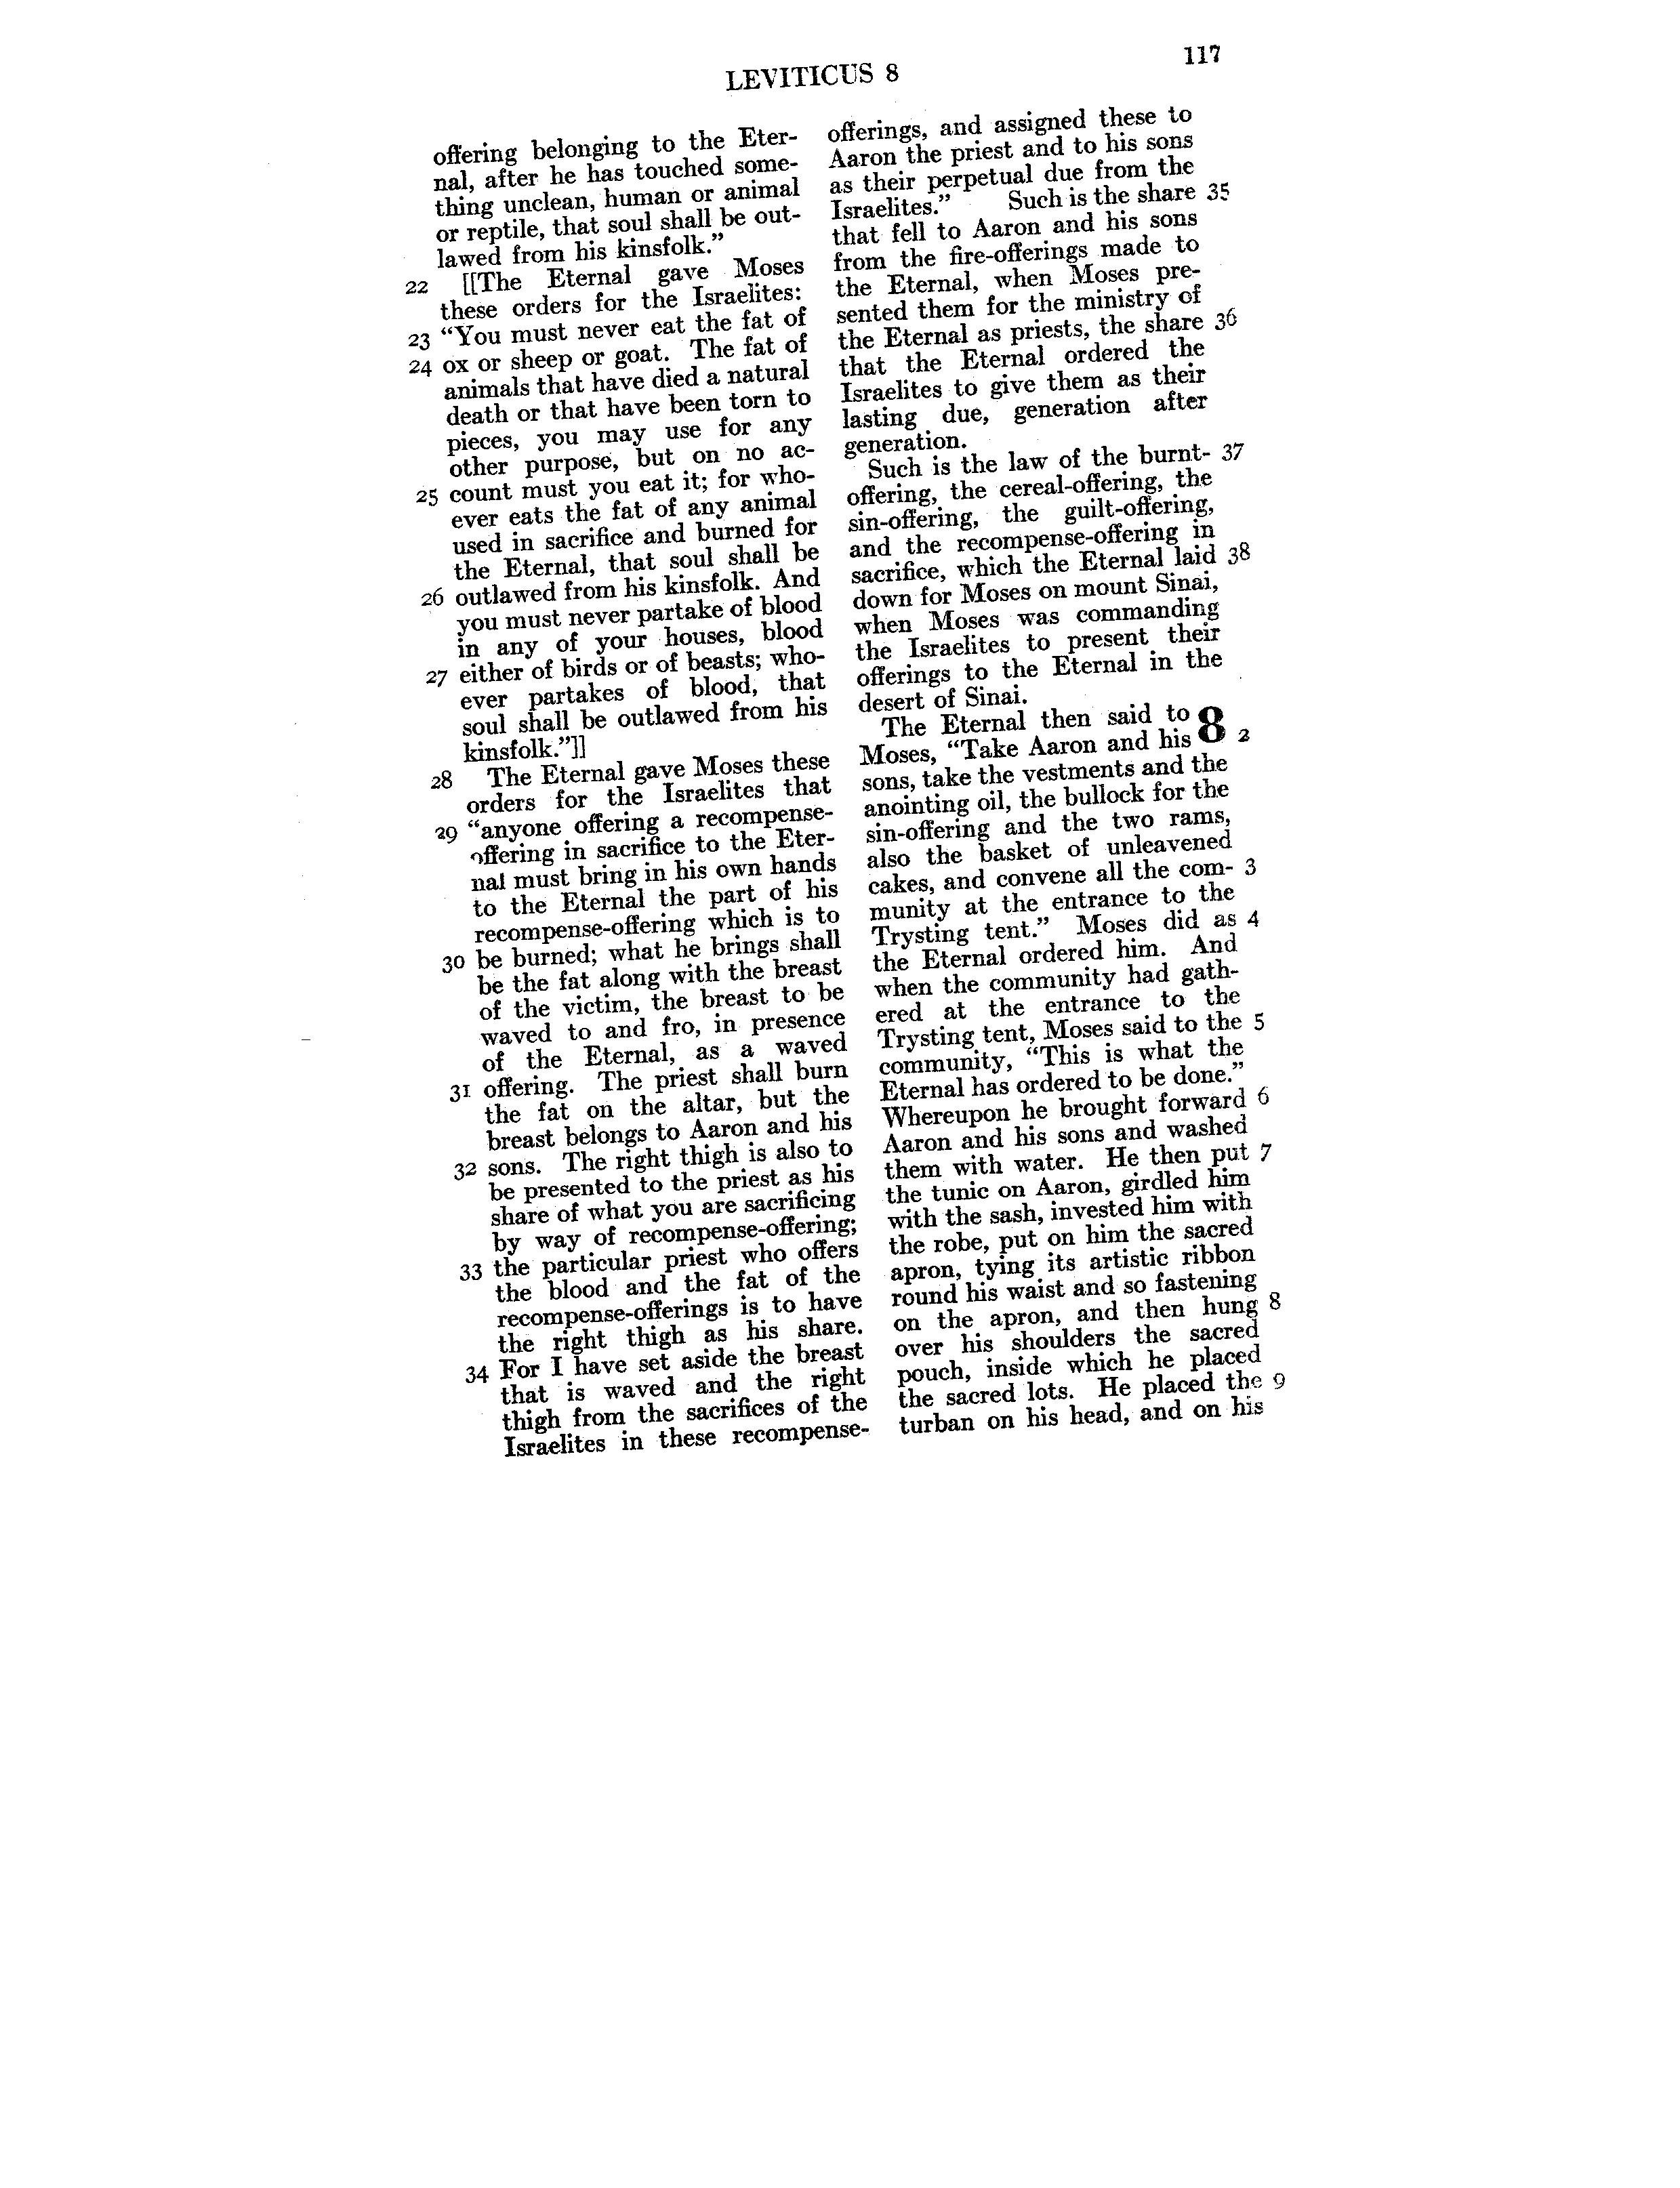 LEVITICUS 8
117
offering belonging to the Eter-
nal, after he has touched some-
thing unclean, human or animal
or reptile, that soul shall be out-
lawed from his kinsfolk.”
22 [[The Eternal gave Moses
these orders for the Israelites:
23 “You must never eat the fat of
24 ox or sheep or goat. The fat of
animals that have died a natural
death or that have been torn to
pieces, you may use for any
other purpose, but on no ac-
25 count must you eat it; for who-
ever eats the fat of any animal
used in sacrifice and burned for
the Eternal, that soul shall be
26 outlawed from his kinsfolk. And
you must never partake of blood
in any of your houses, blood
27 either of birds or of beasts; who-
ever partakes of blood, that
soul shall be outlawed from his
kinsfolk.”]]
28 The Eternal gave Moses these
orders for the Israelites that
29 “anyone offering a recompense-
offering in sacrifice to the Eter-
nal must bring in his own hands
to the Eternal the part of his
recompense-offering which is to
30 be burned; what he brings shall
be the fat along with the breast
of the victim, the breast to be
waved to and fro, in presence
of the Eternal, as a waved
31 offering. The priest shall burn
the fat on the altar, but the
breast belongs to Aaron and his
32 sons. The right thigh is also to
be presented to the priest as his
share of what you are sacrificing
by way of recompense-offering;
33 the particular priest who offers
the blood and the fat of the
recompense-offerings is to have
the right thigh as his share.
34 For I have set aside the breast
that is waved and the right
thigh from the sacrifices of the
Israelites in these recompense-
offerings, and assigned these to
Aaron the priest and to his sons
as their perpetual due from the
Israelites.” Such is the share 35
that fell to Aaron and his sons
from the fire-offerings made to
the Eternal, when Moses pre-
sented them for the ministry of
the Eternal as priests, the share 36
that the Eternal ordered the
Israelites to give them as their
lasting due, generation after
generation.
Such is the law of the burnt- 37
offering, the cereal-offering, the
sin-offering, the guilt-offering,
and the recompense-offering in
sacrifice, which the Eternal laid 38
down for Moses on mount Sinai,
when Moses was commanding
the Israelites to present their
offerings to the Eternal in the
desert of Sinai.
The Eternal then said to 8
Moses, “Take Aaron and his 2
sons, take the vestments and the
anointing oil, the bullock for the
sin-offering and the two rams,
also the basket of unleavened
cakes, and convene all the com- 3
munity at the entrance to the
Trysting tent.” Moses did as 4
the Eternal ordered him. And
when the community had gath-
ered at the entrance to the
Trysting tent, Moses said to the 5
community, “This is what the
Eternal has ordered to be done.”
Whereupon he brought forward 6
Aaron and his sons and washed
them with water. He then put 7
the tunic on Aaron, girdled him
with the sash, invested him with
the robe, put on him the sacred
apron, tying its artistic ribbon
round his waist and so fastening
on the apron, and then hung 8
over his shoulders the sacred
pouch, inside which he placed
the sacred lots. He placed the 9
turban on his head, and on his